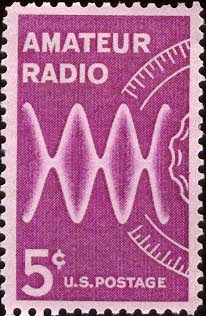 AMATEUR
RADIO
5¢
U.S. POSTAGE